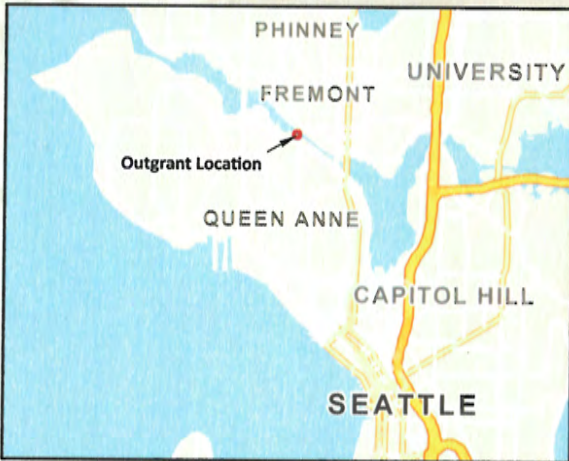 PHINNEY
UNIVERSITY
FREMONT
Outgrant Location
QUEEN ANNE
CAPITOL HILL
SEATTLE